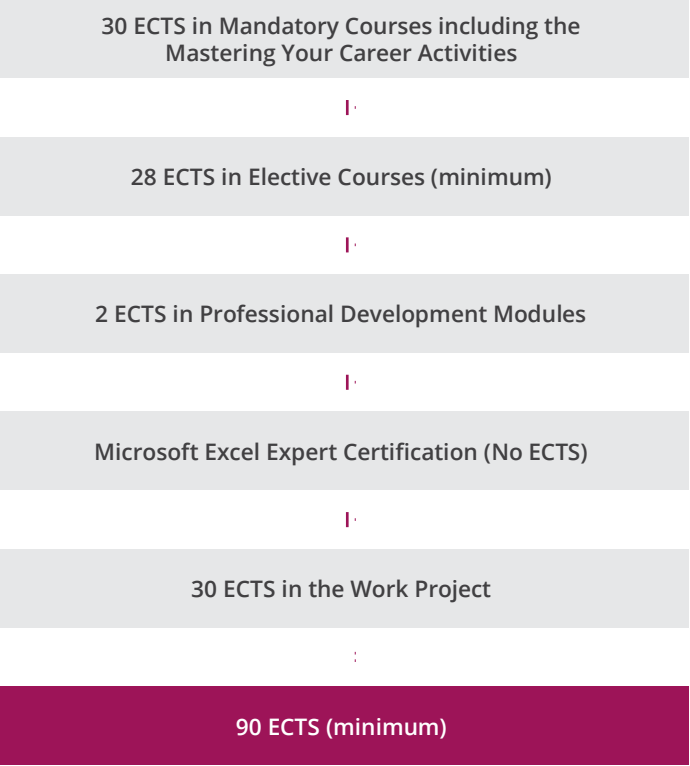 30 ECTS in Mandatory Courses including the
Mastering Your Career Activities
28 ECTS in Elective Courses (minimum)
2 ECTS in Professional Development Modules
Microsoft Excel Expert Certification (No ECTS)
30 ECTS in the Work Project
90 ECTS (minimum)